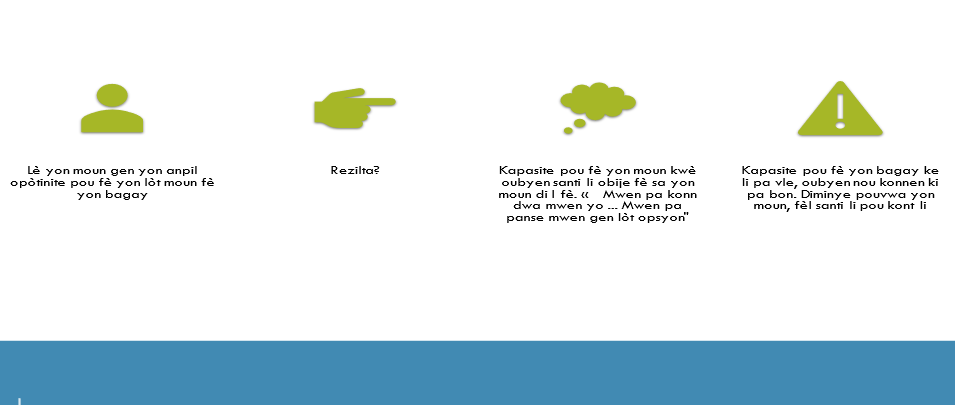 Lè yon moun gen yon anpil
opòtinite pou fè yon lòt moun fè
yon bagay
Rezilta?
Kapasite pou fè yon moun kwè
oubyen santi li obije fè sa yon
moun di l fè. « Mwen pa konn
dwa mwen yo ... Mwen pa
panse mwen gen lòt opsyon"
Kapasite pou fè yon bagay ke
li pa vle, oubyen nou konnen ki
pa bon. Diminye pouvwa yon
moun, fèl santi li pou kont li